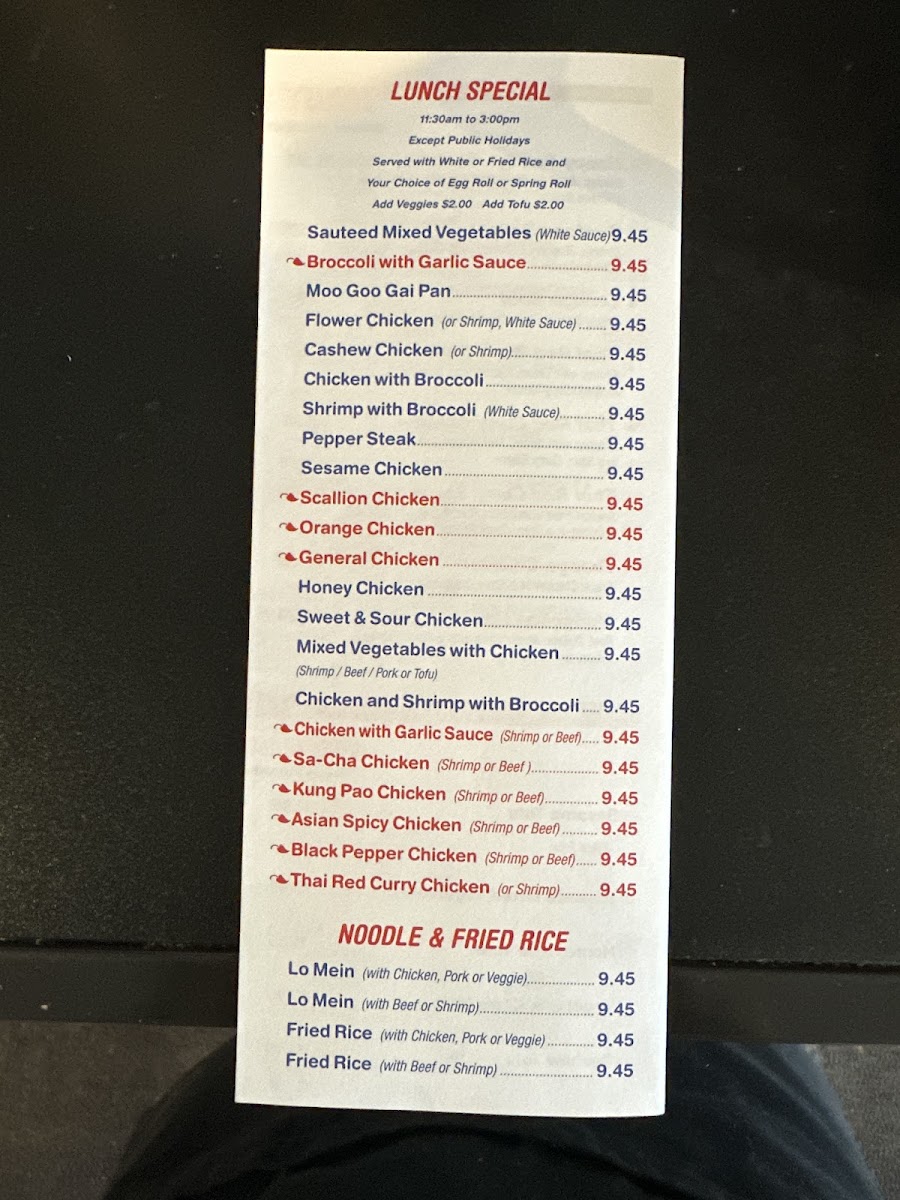 LUNCH SPECIAL
11:30am to 3:00pm
Except Public Holidays
Served with White or Fried Rice and
Your Choice of Egg Roll or Spring Roll
Add Veggies $2.00 Add Tofu $2.00
Sauteed Mixed Vegetables (White Sauce) 9.45
Broccoli with Garlic Sauce 9.45
Moo Goo Gai Pan 9.45
Flower Chicken (or Shrimp, White Sauce) 9.45
Cashew Chicken (or Shrimp) 9.45
Chicken with Broccoli 9.45
Shrimp with Broccoli (White Sauce) 9.45
Pepper Steak 9.45
Sesame Chicken 9.45
Scallion Chicken 9.45
Orange Chicken 9.45
General Chicken 9.45
Honey Chicken 9.45
Sweet & Sour Chicken 9.45
Mixed Vegetables with Chicken 9.45
(Shrimp / Beef / Pork or Tofu)
Chicken and Shrimp with Broccoli 9.45
Chicken with Garlic Sauce (Shrimp or Beef) 9.45
Sa-Cha Chicken (Shrimp or Beef ) 9.45
Kung Pao Chicken (Shrimp or Beef) 9.45
Asian Spicy Chicken (Shrimp or Beef) 9.45
Black Pepper Chicken (Shrimp or Beef) 9.45
Thai Red Curry Chicken (or Shrimp) 9.45
NOODLE & FRIED RICE
Lo Mein (with Chicken, Pork or Veggie) 9.45
Lo Mein (with Beef or Shrimp) 9.45
Fried Rice (with Chicken, Pork or Veggie) 9.45
Fried Rice (with Beef or Shrimp) 9.45